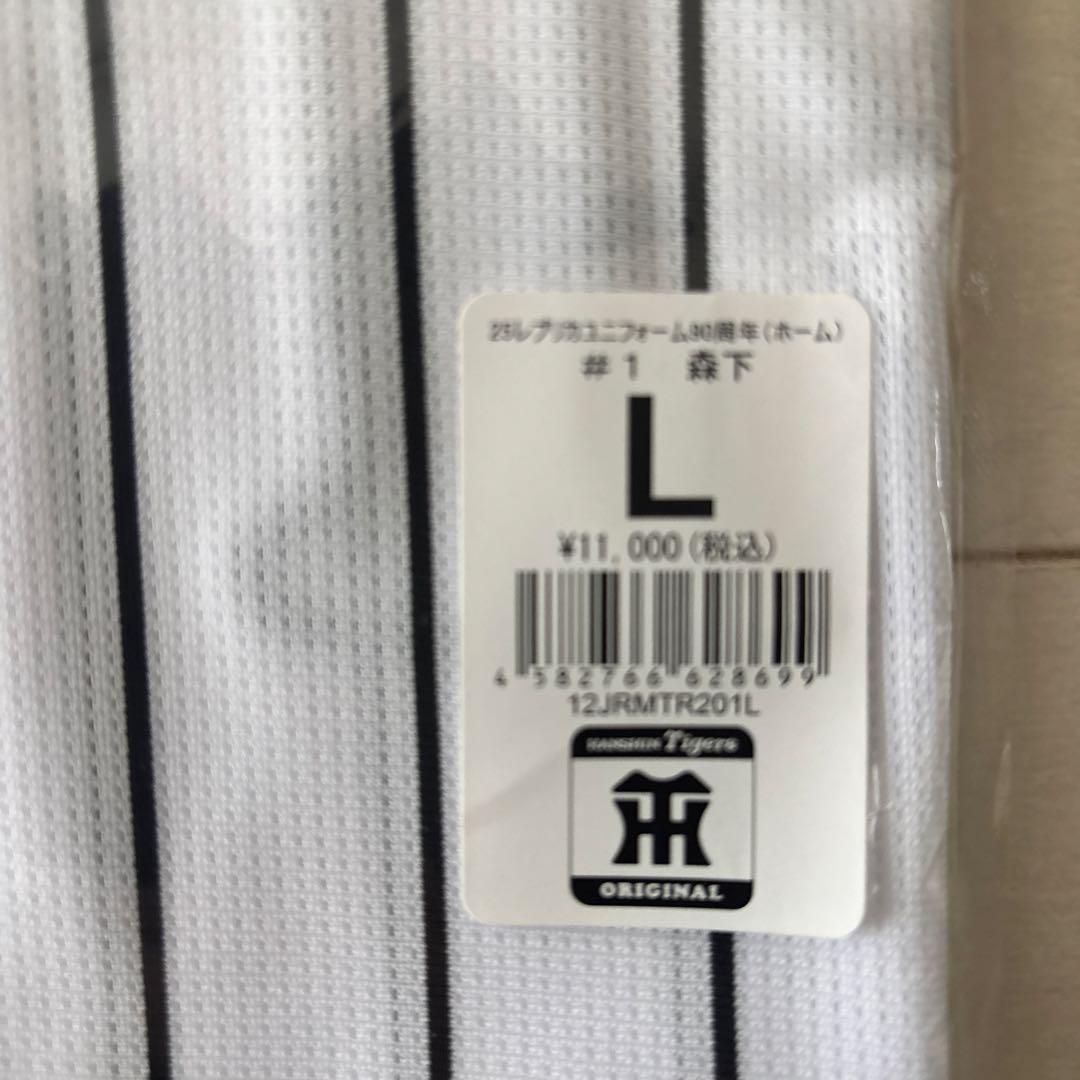 25レプリカユニフォーム90周年(ホーム)
#1 森下
L
¥11,000(税込)
4 582766 628699
12JRMTR201L
HANSHIN Tigers
ORIGINAL